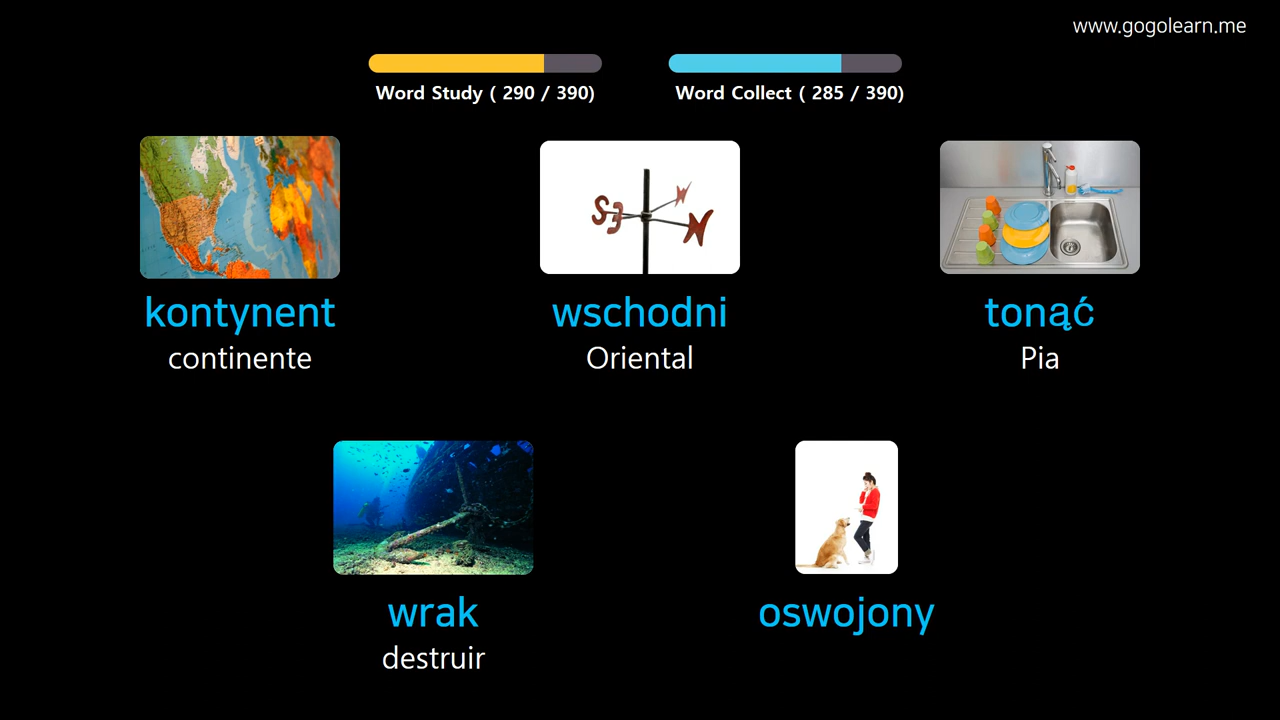 www.gogolearn.me
Word Study ( 290 / 390)
Word Collect ( 285 / 390)
kontynent
wschodni
tonąć
continente
Oriental
Pia
wrak
oswojony
destruir